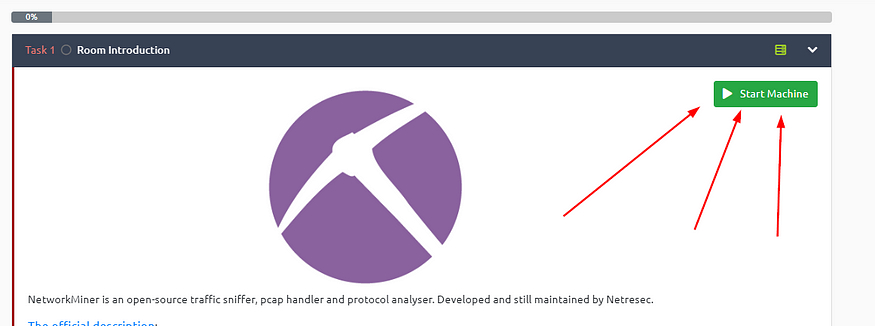 0%
Task 1 Room Introduction
Start Machine
NetworkMiner is an open-source traffic sniffer, pcap handler and protocol analyser. Developed and still maintained by Netresec.
The official description: